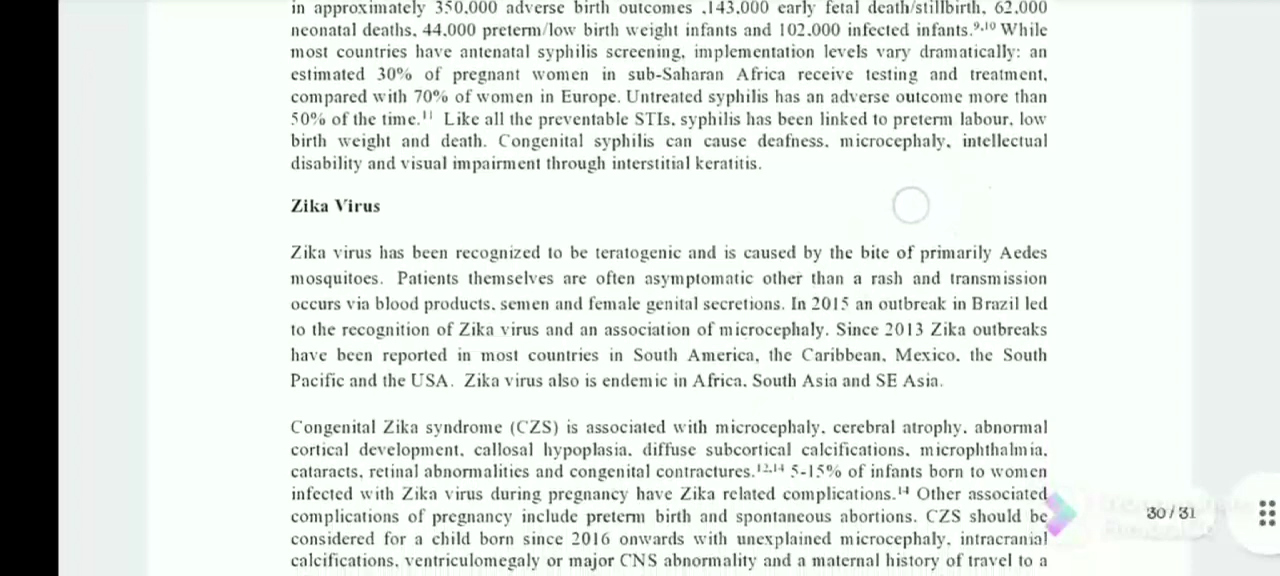 in approximately 350,000 adverse birth outcomes ,143,000 early fetal death/stillbirth, 62,000
neonatal deaths, 44,000 preterm/low birth weight infants and 102,000 infected infants.9,10 While
most countries have antenatal syphilis screening, implementation levels vary dramatically: an
estimated 30% of pregnant women in sub-Saharan Africa receive testing and treatment,
compared with 70% of women in Europe. Untreated syphilis has an adverse outcome more than
50% of the time.11 Like all the preventable STIs, syphilis has been linked to preterm labour, low
birth weight and death. Congenital syphilis can cause deafness, microcephaly, intellectual
disability and visual impairment through interstitial keratitis.
Zika Virus
Zika virus has been recognized to be teratogenic and is caused by the bite of primarily Aedes
mosquitoes. Patients themselves are often asymptomatic other than a rash and transmission
occurs via blood products, semen and female genital secretions. In 2015 an outbreak in Brazil led
to the recognition of Zika virus and an association of microcephaly. Since 2013 Zika outbreaks
have been reported in most countries in South America, the Caribbean, Mexico, the South
Pacific and the USA. Zika virus also is endemic in Africa, South Asia and SE Asia.
Congenital Zika syndrome (CZS) is associated with microcephaly, cerebral atrophy, abnormal
cortical development, callosal hypoplasia, diffuse subcortical calcifications, microphthalmia,
cataracts, retinal abnormalities and congenital contractures.12,14 5-15% of infants born to women
infected with Zika virus during pregnancy have Zika related complications.14 Other associated
complications of pregnancy include preterm birth and spontaneous abortions. CZS should be
considered for a child born since 2016 onwards with unexplained microcephaly, intracranial
calcifications, ventriculomegaly or major CNS abnormality and a maternal history of travel to a
30 / 31